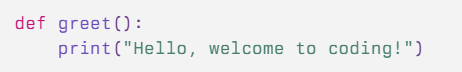 def greet():
    print("Hello, welcome to coding!")